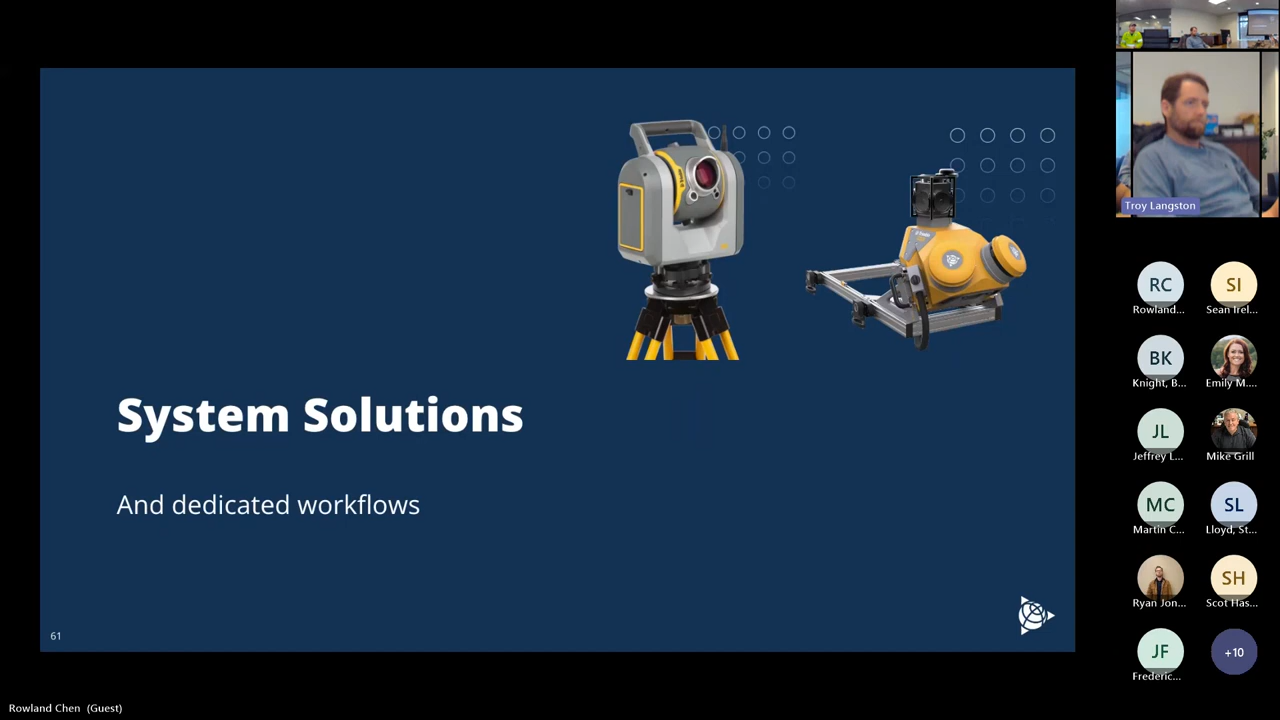 System Solutions
And dedicated workflows
61
Troy Langston
RC
SI
Rowland...
Sean Irel...
BK
Knight, B...
Emily M....
JL
Jeffrey L...
Mike Grill
MC
SL
Martin C...
Lloyd, St...
SH
Ryan Jon...
Scot Has...
JF
+10
Frederic...
Rowland Chen (Guest)